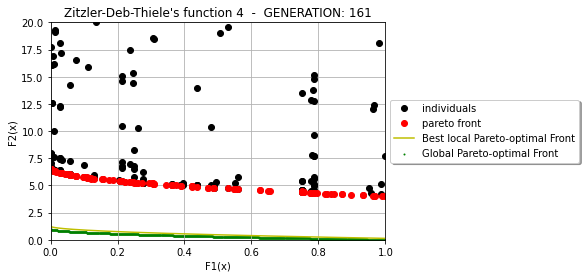 Zitzler-Deb-Thiele's function 4 - GENERATION: 161
20.0
17.5
15.0
12.5
10.0
7.5
5.0
2.5
0.0
F2(x)
0.0 0.2 0.4 0.6 0.8 1.0
F1(x)
individuals
pareto front
Best local Pareto-optimal Front
Global Pareto-optimal Front